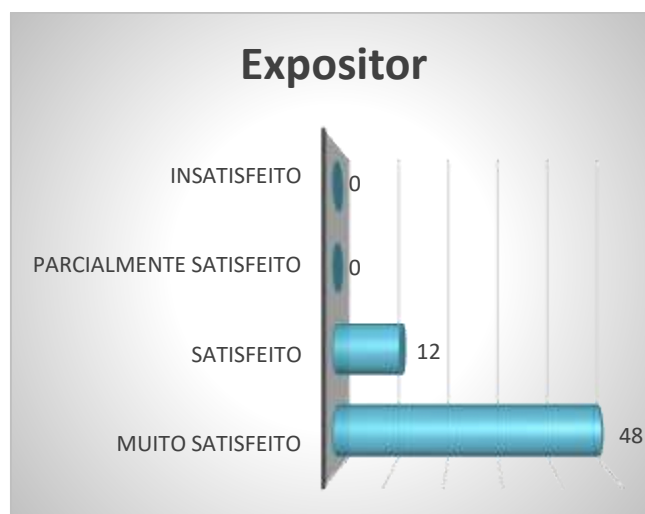 Expositor
INSATISFEITO
0
PARCIALMENTE SATISFEITO
0
SATISFEITO
12
MUITO SATISFEITO
48